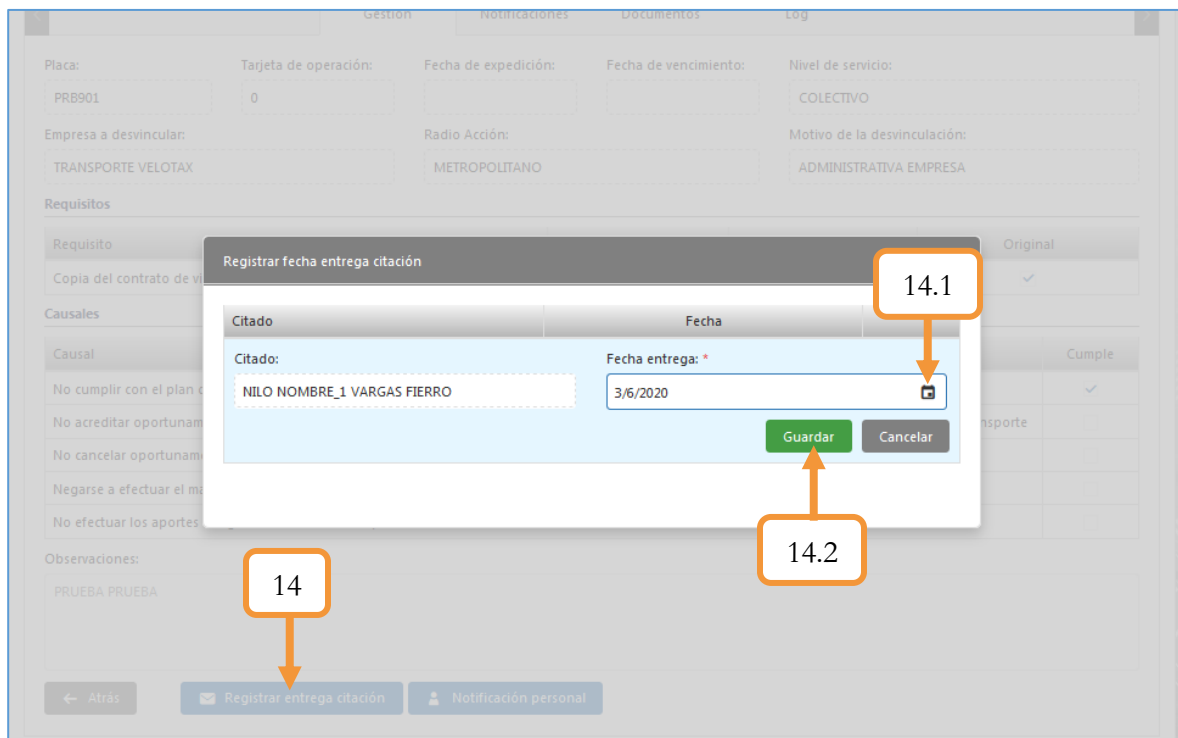 Gestión Notificaciones Documentos Log
Placa: Tarjeta de operación: Fecha de expedición: Fecha de vencimiento: Nivel de servicio:
PRB901 0 COLECTIVO
Empresa a desvincular: Radio Acción: Motivo de la desvinculación:
TRANSPORTE VELOTAX METROPOLITANO ADMINISTRATIVA EMPRESA
Requisitos
Requisito Original
Copia del contrato de vi
Causales
Causal Cumple
No cumplir con el plan
No acreditar oportunam nsporte
No cancelar oportunam
Negarse a efectuar el ma
No efectuar los aportes
Registrar fecha entrega citación
14.1
Citado Fecha
Citado: Fecha entrega: *
NILO NOMBRE_1 VARGAS FIERRO 3/6/2020
Guardar Cancelar
14.2
Observaciones:
PRUEBA PRUEBA
14
← Atrás Registrar entrega citación Notificación personal